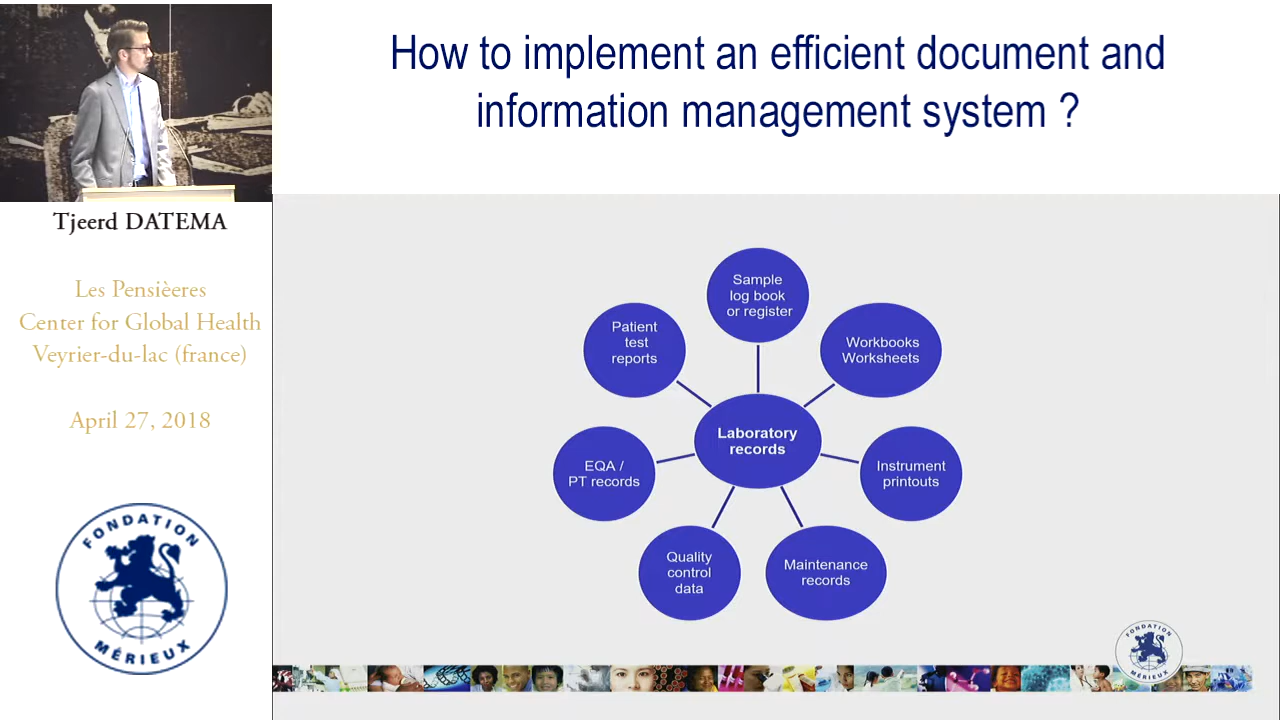 How to implement an efficient document and
information management system ?
Tjeerd DATEMA
Les Pensièeres
Center for Global Health
Veyrier-du-lac (france)
April 27, 2018
FONDATION
MÉRIEUX
Sample
log book
or register
Patient
test
reports
Workbooks
Worksheets
Laboratory
records
EQA /
PT records
Instrument
printouts
Quality
control
data
Maintenance
records
FONDATION
MÉRIEUX